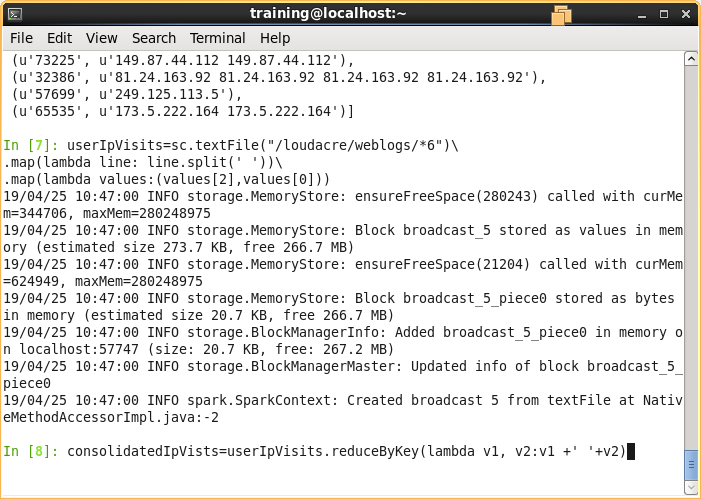 training@localhost:~
File Edit View Search Terminal Help
(u'73225', u'149.87.44.112 149.87.44.112'),
(u'32386', u'81.24.163.92 81.24.163.92 81.24.163.92 81.24.163.92'),
(u'57699', u'249.125.113.5'),
(u'65535', u'173.5.222.164 173.5.222.164')]
In [7]: userIpVisits=sc.textFile("/loudacre/weblogs/*6")\
.map(lambda line: line.split(' '))\
.map(lambda values:(values[2],values[0]))
19/04/25 10:47:00 INFO storage.MemoryStore: ensureFreeSpace(280243) called with curMe
m=344706, maxMem=280248975
19/04/25 10:47:00 INFO storage.MemoryStore: Block broadcast_5 stored as values in mem
ory (estimated size 273.7 KB, free 266.7 MB)
19/04/25 10:47:00 INFO storage.MemoryStore: ensureFreeSpace(21204) called with curMem
=624949, maxMem=280248975
19/04/25 10:47:00 INFO storage.MemoryStore: Block broadcast_5_piece0 stored as bytes
in memory (estimated size 20.7 KB, free 266.7 MB)
19/04/25 10:47:00 INFO storage.BlockManagerInfo: Added broadcast_5_piece0 in memory o
n localhost:57747 (size: 20.7 KB, free: 267.2 MB)
19/04/25 10:47:00 INFO storage.BlockManagerMaster: Updated info of block broadcast_5_
piece0
19/04/25 10:47:00 INFO spark.SparkContext: Created broadcast 5 from textFile at Nativ
eMethodAccessorImpl.java:-2
In [8]: consolidatedIpVists=userIpVisits.reduceByKey(lambda v1, v2:v1 +' '+v2)